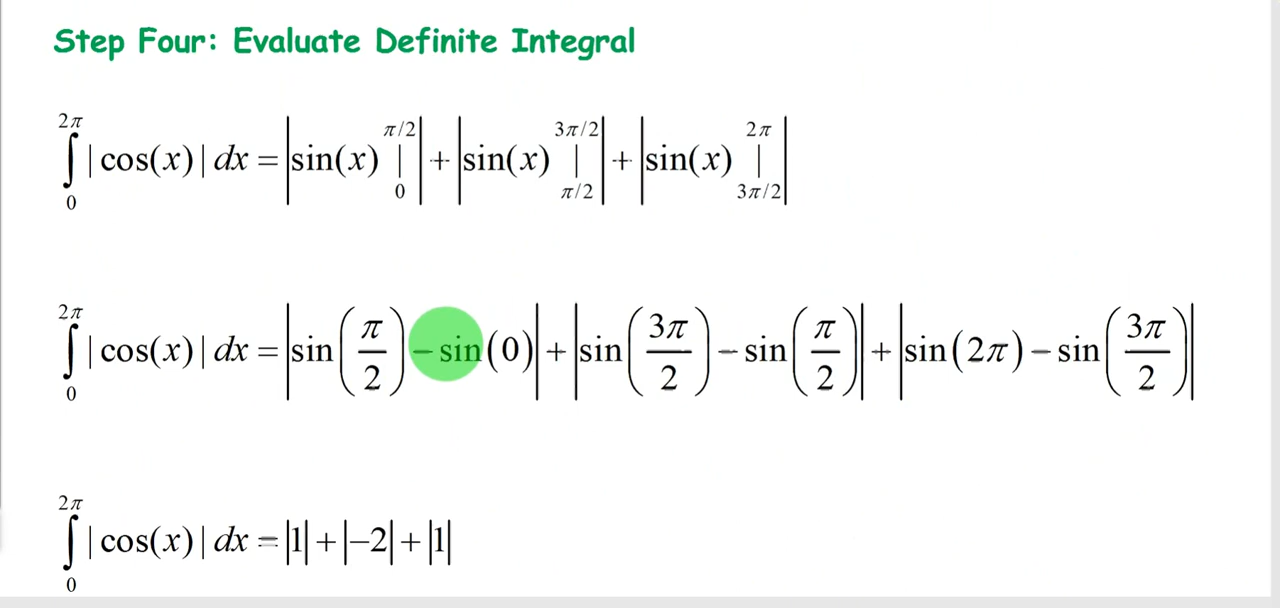 Step Four: Evaluate Definite Integral
∫₀^{2π} | cos(x) | dx = |sin(x) |₀^{π/2}| + |sin(x) |_{π/2}^{3π/2}| + |sin(x) |_{3π/2}^{2π}|
∫₀^{2π} | cos(x) | dx = |sin(π/2) − sin(0)| + |sin(3π/2) − sin(π/2)| + |sin(2π) − sin(3π/2)|
∫₀^{2π} | cos(x) | dx = |1| + |−2| + |1|